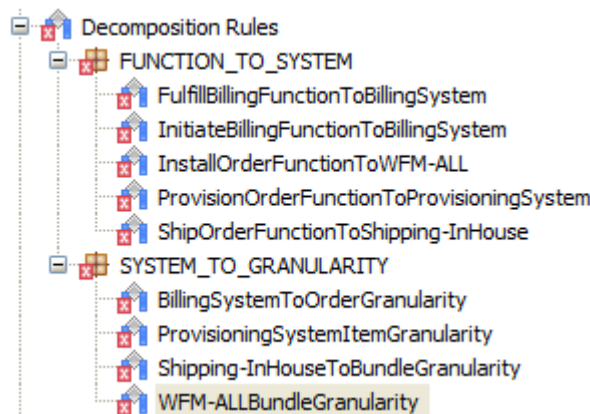 Decomposition Rules
FUNCTION_TO_SYSTEM
FulfillBillingFunctionToBillingSystem
InitiateBillingFunctionToBillingSystem
InstallOrderFunctionToWFM-ALL
ProvisionOrderFunctionToProvisioningSystem
ShipOrderFunctionToShipping-InHouse
SYSTEM_TO_GRANULARITY
BillingSystemToOrderGranularity
ProvisioningSystemItemGranularity
Shipping-InHouseToBundleGranularity
WFM-ALLBundleGranularity